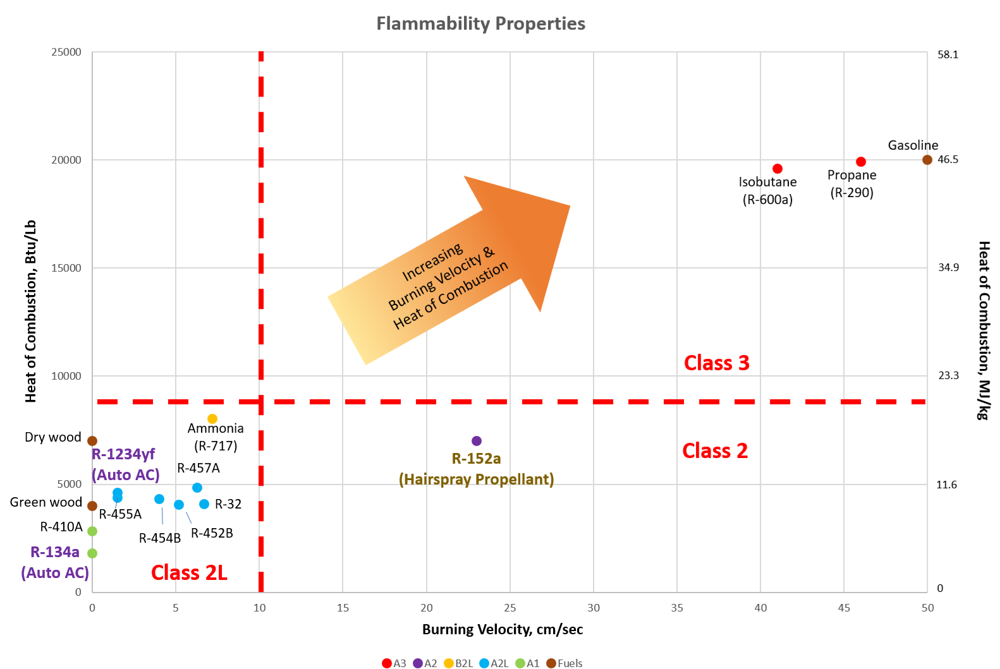 Flammability Properties
25000
20000
15000
10000
5000
0
Heat of Combustion, Btu/Lb
58.1
46.5
34.9
23.3
11.6
0
Heat of Combustion, MJ/kg
Gasoline
Isobutane
(R-600a)
Propane
(R-290)
Increasing
Burning Velocity &
Heat of Combustion
Class 3
Class 2
Class 2L
Dry wood
Ammonia
(R-717)
R-1234yf
(Auto AC)
R-457A
R-152a
(Hairspray Propellant)
Green wood
R-455A
R-32
R-410A
R-454B
R-452B
R-134a
(Auto AC)
0 5 10 15 20 25 30 35 40 45 50
Burning Velocity, cm/sec
A3 A2 B2L A2L A1 Fuels